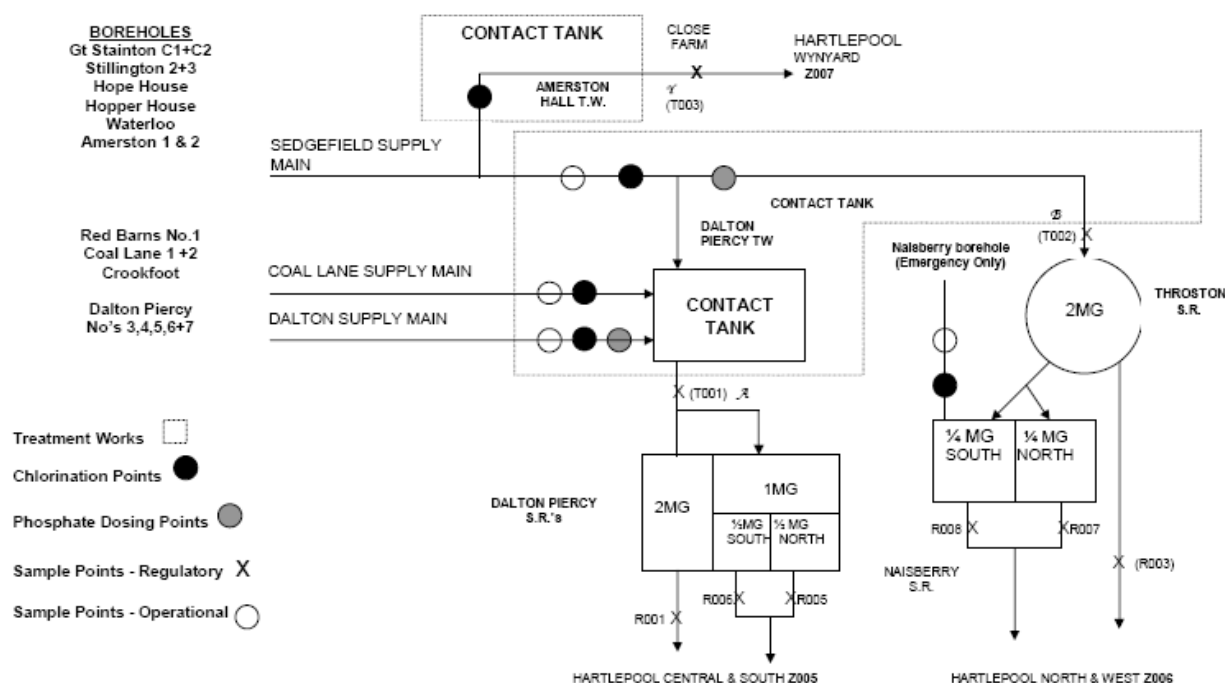 BOREHOLES
Gt Stainton C1+C2
Stillington 2+3
Hope House
Hopper House
Waterloo
Amerston 1 & 2
CONTACT TANK
AMERSTON
HALL T.W.
CLOSE
FARM
X
(T003)
HARTLEPOOL
WYNYARD
Z007
SEDGEFIELD SUPPLY
MAIN
CONTACT TANK
DALTON
PIERCY TW
B
(T002) X
Red Barns No.1
Coal Lane 1 +2
Crookfoot
Dalton Piercy
No's 3,4,5,6+7
COAL LANE SUPPLY MAIN
DALTON SUPPLY MAIN
CONTACT
TANK
Naisberry borehole
(Emergency Only)
2MG
THROSTON
S.R.
X (T001) A
Treatment Works
Chlorination Points
Phosphate Dosing Points
Sample Points - Regulatory X
Sample Points - Operational
DALTON PIERCY
S.R.'s
2MG
1MG
½MG
SOUTH
½ MG
NORTH
R001 X
R006 X
X R005
HARTLEPOOL CENTRAL & SOUTH Z005
¼ MG
SOUTH
¼ MG
NORTH
R008 X
X R007
NAISBERRY
S.R.
X (R003)
HARTLEPOOL NORTH & WEST Z006